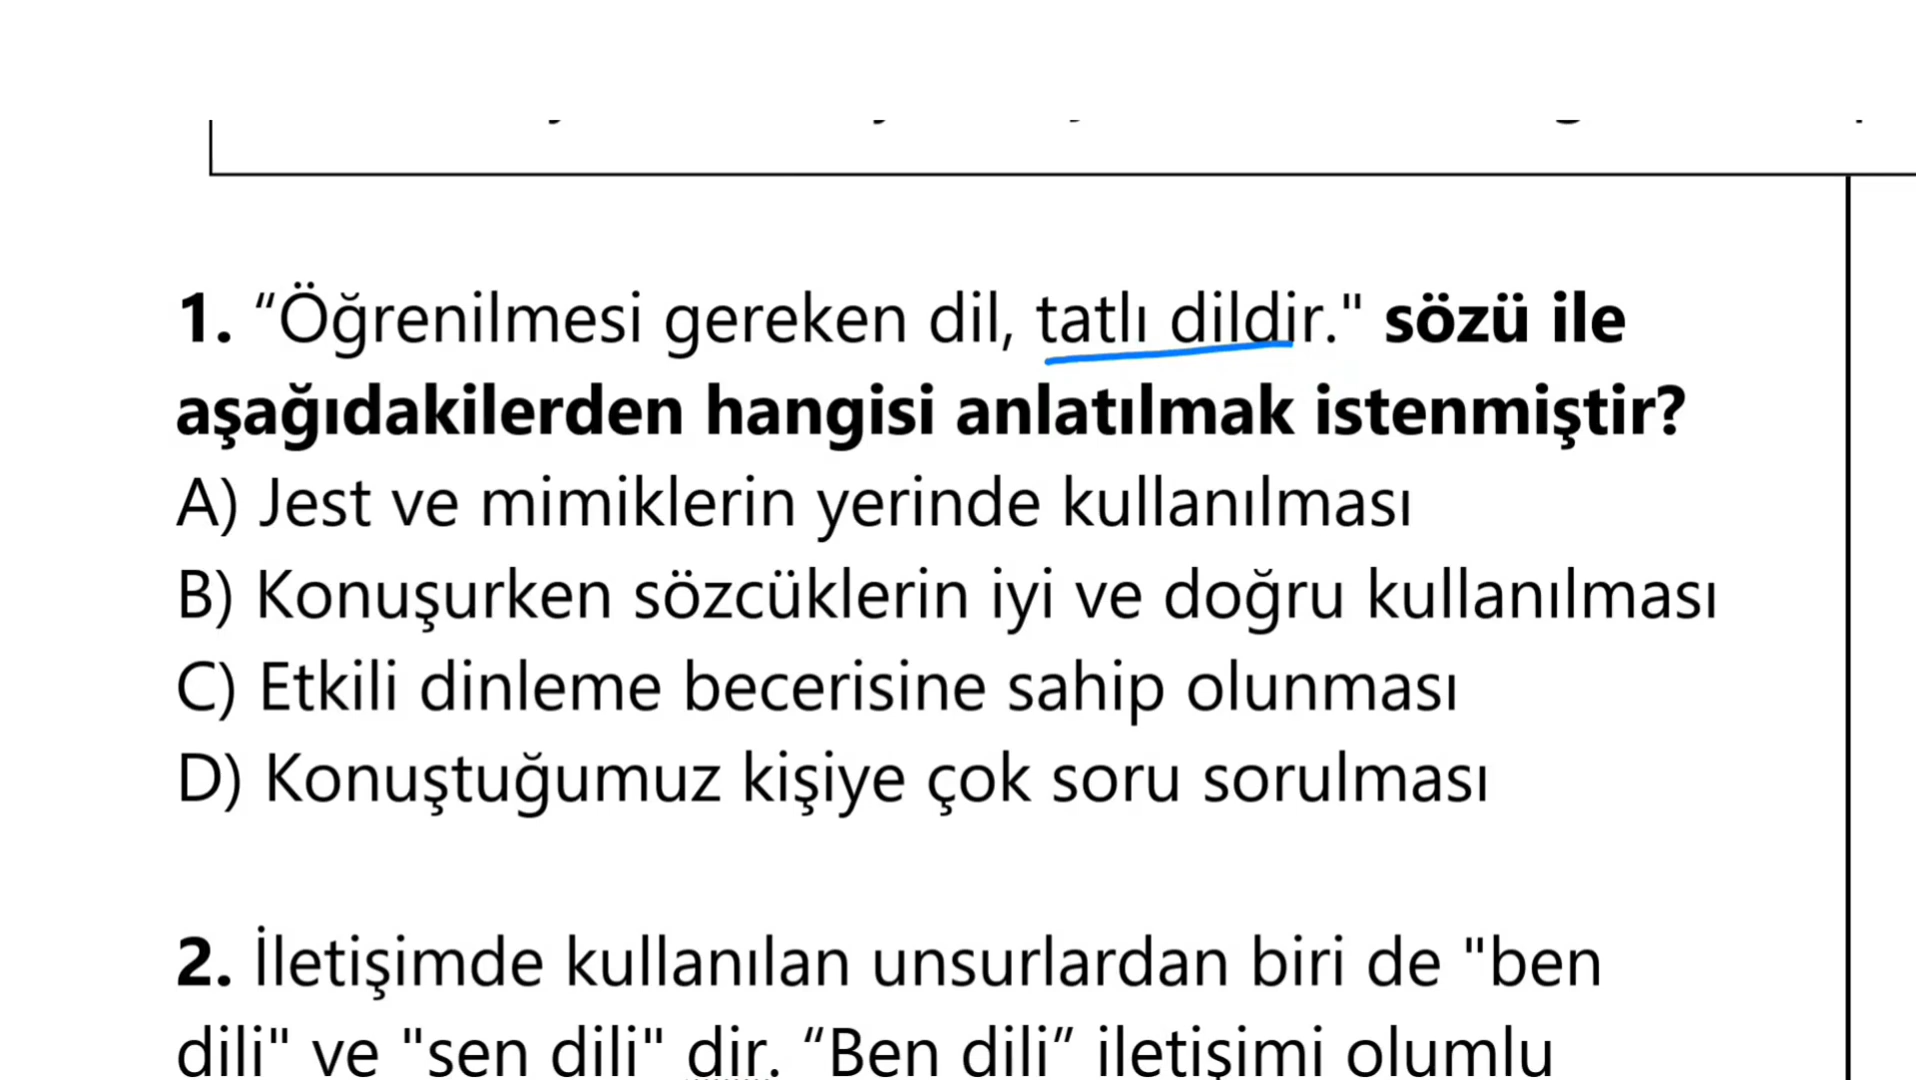 1. “Öğrenilmesi gereken dil, tatlı dildir." sözü ile
aşağıdakilerden hangisi anlatılmak istenmiştir?
A) Jest ve mimiklerin yerinde kullanılması
B) Konuşurken sözcüklerin iyi ve doğru kullanılması
C) Etkili dinleme becerisine sahip olunması
D) Konuştuğumuz kişiye çok soru sorulması
2. İletişimde kullanılan unsurlardan biri de "ben
dili" ve "sen dili" dir. “Ben dili” iletişimi olumlu